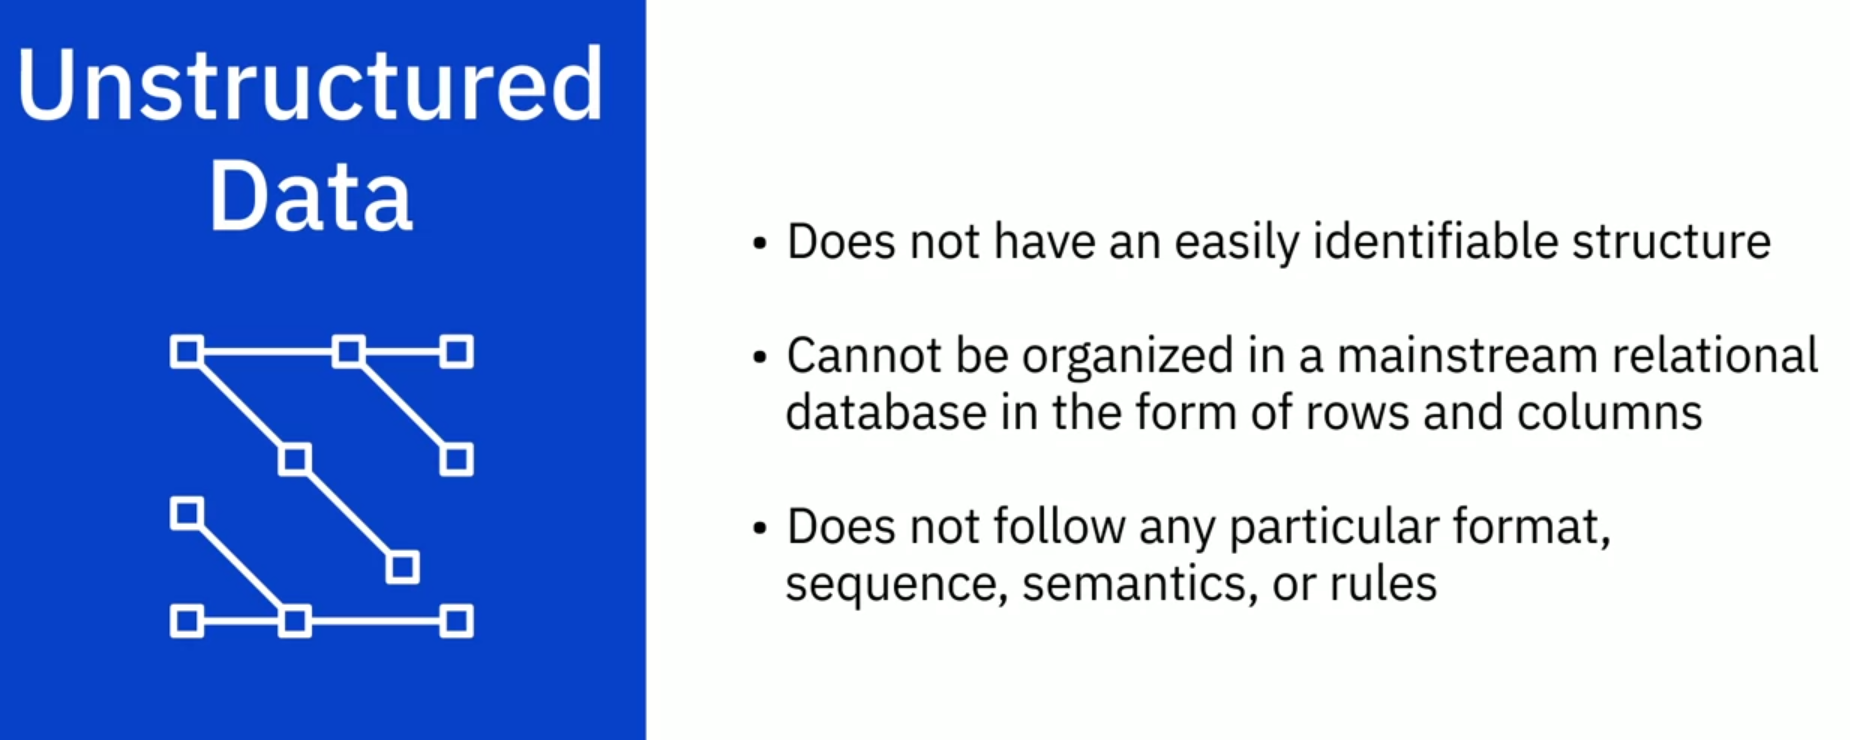 Unstructured
Data
• Does not have an easily identifiable structure
• Cannot be organized in a mainstream relational
database in the form of rows and columns
• Does not follow any particular format,
sequence, semantics, or rules